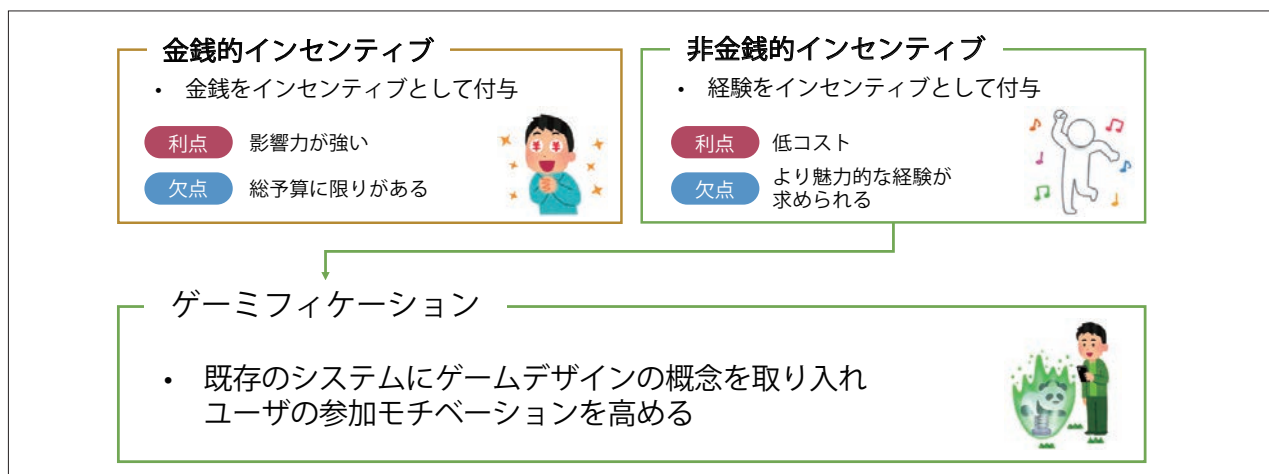 金銭的インセンティブ
• 金銭をインセンティブとして付与
利点 影響力が強い
欠点 総予算に限りがある
¥ ¥
非金銭的インセンティブ
• 経験をインセンティブとして付与
利点 低コスト
欠点 より魅力的な経験が
求められる
ゲーミフィケーション
• 既存のシステムにゲームデザインの概念を取り入れ
ユーザの参加モチベーションを高める